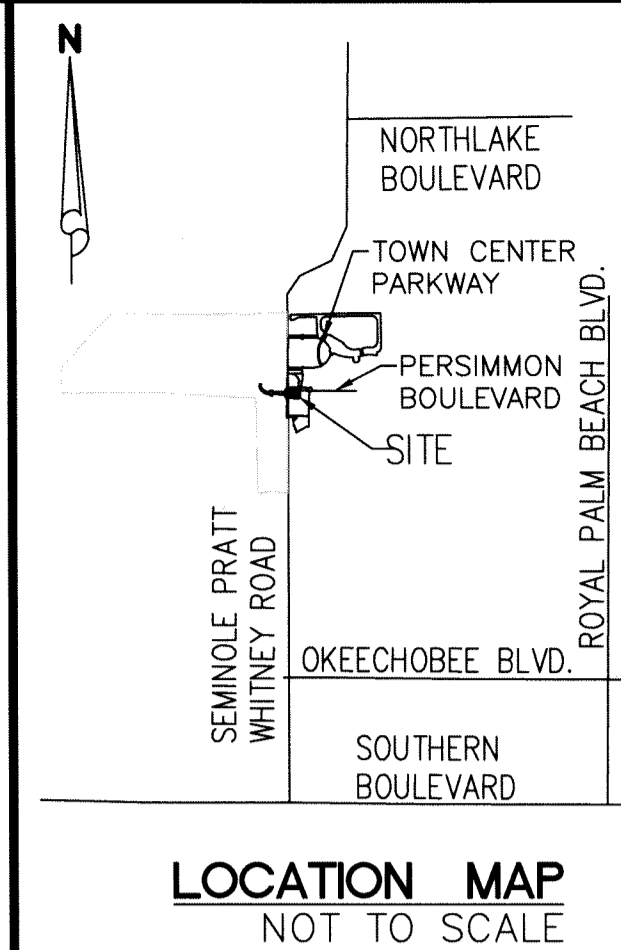 N
NORTHLAKE
BOULEVARD
TOWN CENTER
PARKWAY
PERSIMMON
BOULEVARD
SITE
ROYAL PALM BEACH BLVD.
SEMINOLE PRATT
WHITNEY ROAD
OKEECHOBEE BLVD.
SOUTHERN
BOULEVARD
LOCATION MAP
NOT TO SCALE